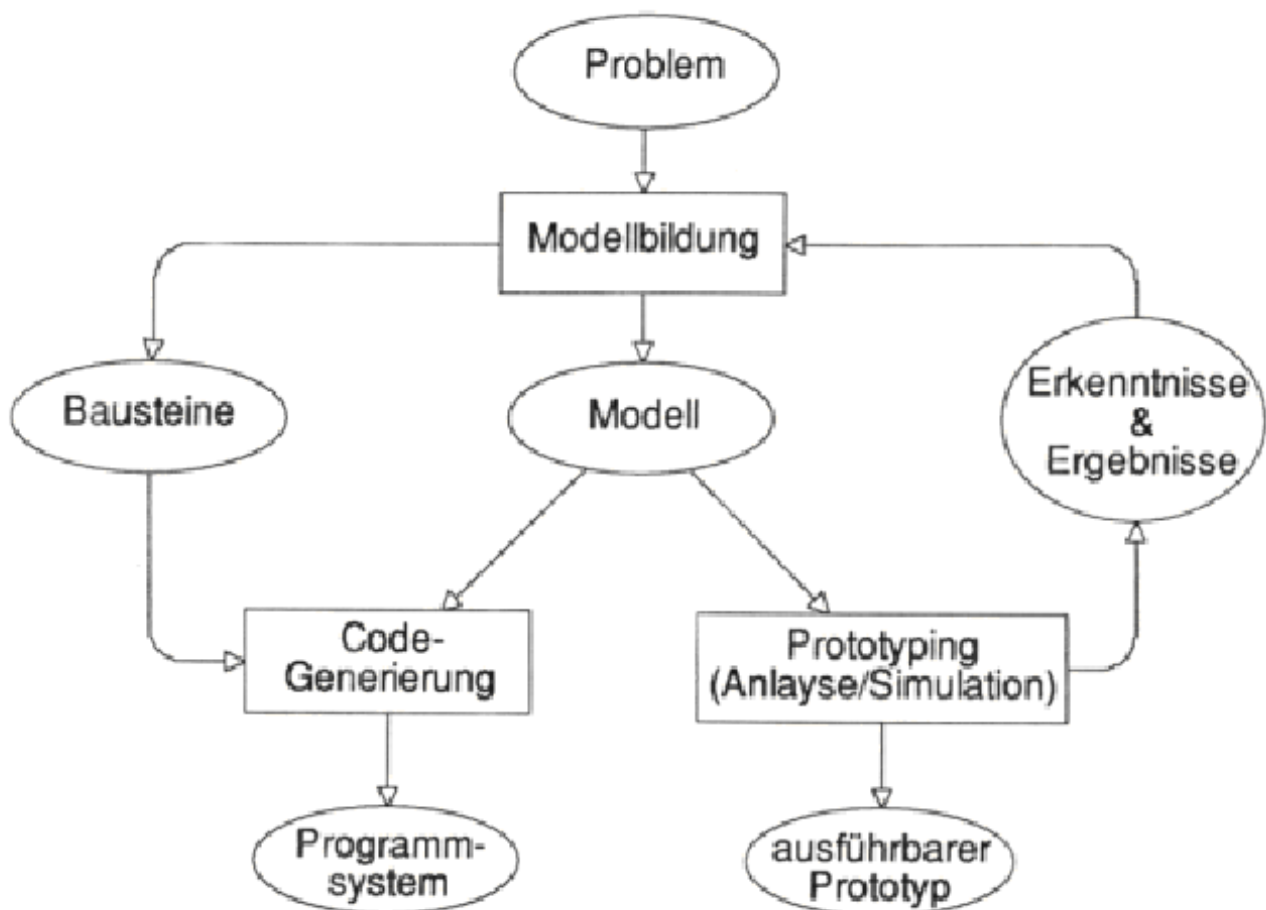 Problem
Modellbildung
Bausteine
Modell
Erkenntnisse
&
Ergebnisse
Code-
Generierung
Prototyping
(Anlayse/Simulation)
Programm-
system
ausführbarer
Prototyp